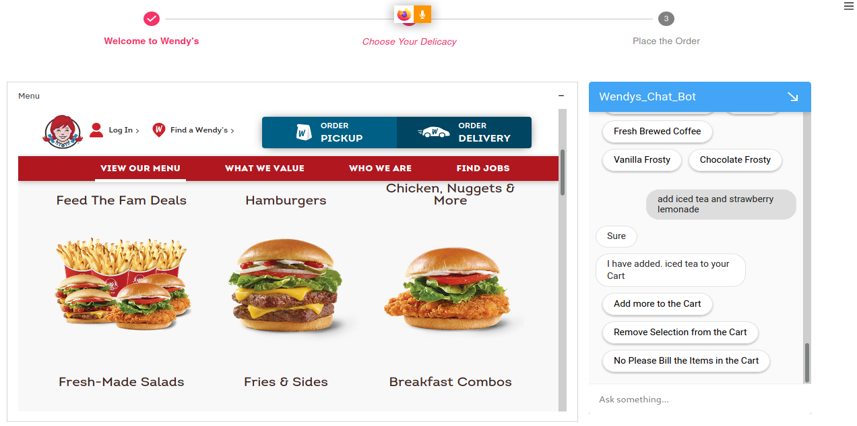 3
Welcome to Wendy's
Choose Your Delicacy
Place the Order
Menu
Log In >
Find a Wendy's >
ORDER
PICKUP
ORDER
DELIVERY
VIEW OUR MENU
WHAT WE VALUE
WHO WE ARE
FIND JOBS
Feed The Fam Deals
Hamburgers
Chicken, Nuggets &
More
Fresh-Made Salads
Fries & Sides
Breakfast Combos
Wendys_Chat_Bot
Fresh Brewed Coffee
Vanilla Frosty
Chocolate Frosty
add iced tea and strawberry
lemonade
Sure
I have added. iced tea to your
Cart
Add more to the Cart
Remove Selection from the Cart
No Please Bill the Items in the Cart
Ask something...